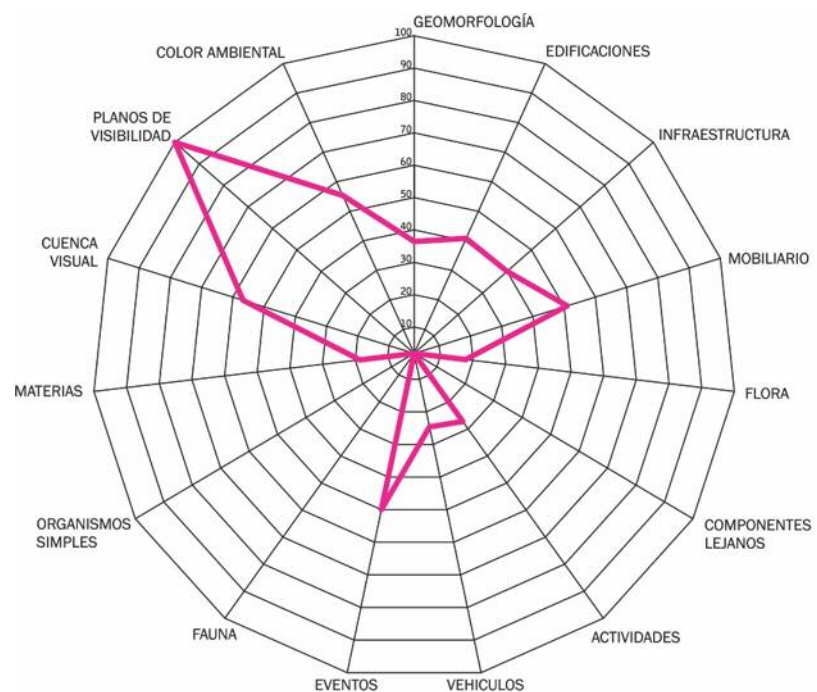 GEOMORFOLOGÍA
EDIFICACIONES
INFRAESTRUCTURA
MOBILIARIO
FLORA
COMPONENTES
LEJANOS
ACTIVIDADES
VEHICULOS
EVENTOS
FAUNA
ORGANISMOS
SIMPLES
MATERIAS
CUENCA
VISUAL
PLANOS DE
VISIBILIDAD
COLOR AMBIENTAL
100
90
80
70
60
50
40
30
20
10